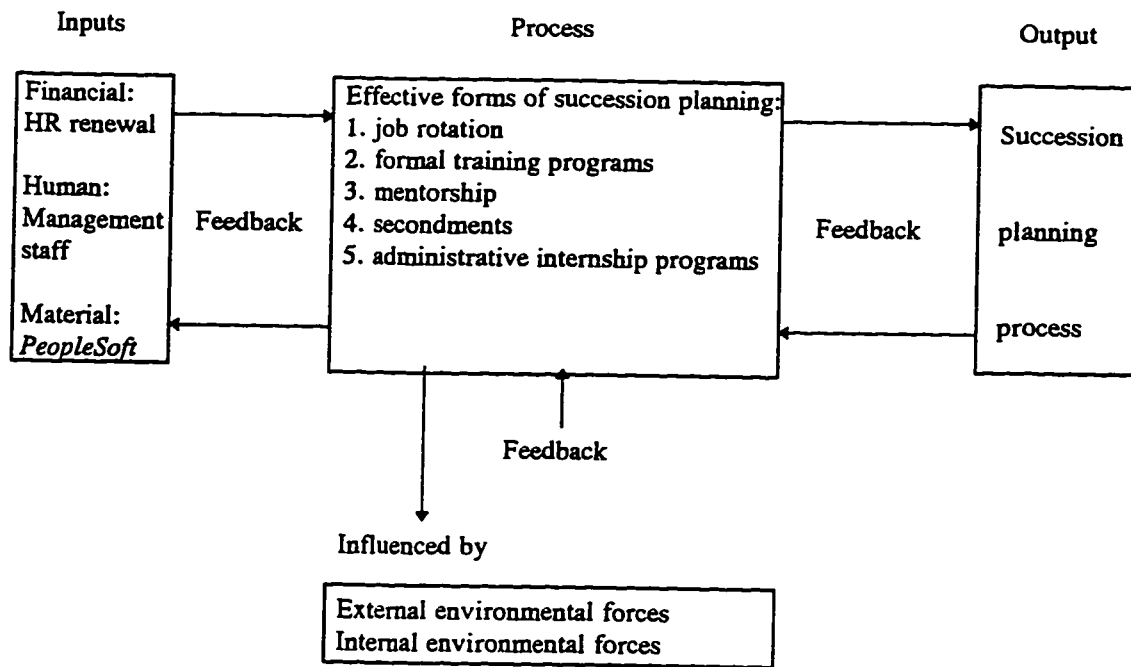 Inputs
Process
Output
Financial:
HR renewal
Human:
Management
staff
Material:
PeopleSoft
Feedback
Effective forms of succession planning:
1. job rotation
2. formal training programs
3. mentorship
4. secondments
5. administrative internship programs
Feedback
Succession
planning
process
Feedback
Influenced by
External environmental forces
Internal environmental forces